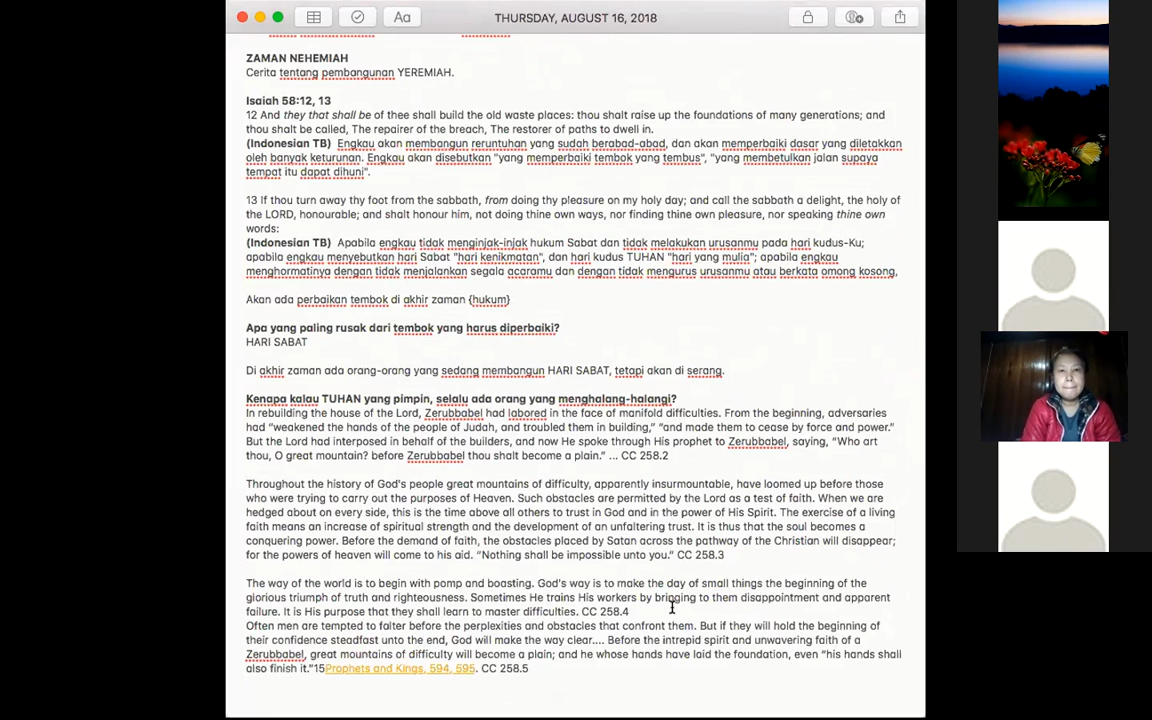 Aa
THURSDAY, AUGUST 16, 2018
ZAMAN NEHEMIAH
Cerita tentang pembangunan YEREMIAH.
Isaiah 58:12, 13
12 And they that shall be of thee shall build the old waste places: thou shalt raise up the foundations of many generations; and
thou shalt be called, The repairer of the breach, The restorer of paths to dwell in.
(Indonesian TB)  Engkau akan membangun reruntuhan yang sudah berabad-abad, dan akan memperbaiki dasar yang diletakkan
oleh banyak keturunan. Engkau akan disebutkan "yang memperbaiki tembok yang tembus", "yang membetulkan jalan supaya
tempat itu dapat dihuni".
13 If thou turn away thy foot from the sabbath, from doing thy pleasure on my holy day; and call the sabbath a delight, the holy of
the LORD, honourable; and shalt honour him, not doing thine own ways, nor finding thine own pleasure, nor speaking thine own
words:
(Indonesian TB)  Apabila engkau tidak menginjak-injak hukum Sabat dan tidak melakukan urusanmu pada hari kudus-Ku;
apabila engkau menyebutkan hari Sabat "hari kenikmatan", dan hari kudus TUHAN "hari yang mulia"; apabila engkau
menghormatinya dengan tidak menjalankan segala acaramu dan dengan tidak mengurus urusanmu atau berkata omong kosong,
Akan ada perbaikan tembok di akhir zaman {hukum}
Apa yang paling rusak dari tembok yang harus diperbaiki?
HARI SABAT
Di akhir zaman ada orang-orang yang sedang membangun HARI SABAT, tetapi akan di serang.
Kenapa kalau TUHAN yang pimpin, selalu ada orang yang menghalang-halangi?
In rebuilding the house of the Lord, Zerubbabel had labored in the face of manifold difficulties. From the beginning, adversaries
had “weakened the hands of the people of Judah, and troubled them in building,” “and made them to cease by force and power.”
But the Lord had interposed in behalf of the builders, and now He spoke through His prophet to Zerubbabel, saying, “Who art
thou, O great mountain? before Zerubbabel thou shalt become a plain.” ... CC 258.2
Throughout the history of God's people great mountains of difficulty, apparently insurmountable, have loomed up before those
who were trying to carry out the purposes of Heaven. Such obstacles are permitted by the Lord as a test of faith. When we are
hedged about on every side, this is the time above all others to trust in God and in the power of His Spirit. The exercise of a living
faith means an increase of spiritual strength and the development of an unfaltering trust. It is thus that the soul becomes a
conquering power. Before the demand of faith, the obstacles placed by Satan across the pathway of the Christian will disappear;
for the powers of heaven will come to his aid. “Nothing shall be impossible unto you.” CC 258.3
The way of the world is to begin with pomp and boasting. God's way is to make the day of small things the beginning of the
glorious triumph of truth and righteousness. Sometimes He trains His workers by bringing to them disappointment and apparent
failure. It is His purpose that they shall learn to master difficulties. CC 258.4
Often men are tempted to falter before the perplexities and obstacles that confront them. But if they will hold the beginning of
their confidence steadfast unto the end, God will make the way clear.... Before the intrepid spirit and unwavering faith of a
Zerubbabel, great mountains of difficulty will become a plain; and he whose hands have laid the foundation, even “his hands shall
also finish it.”15Prophets and Kings, 594, 595. CC 258.5